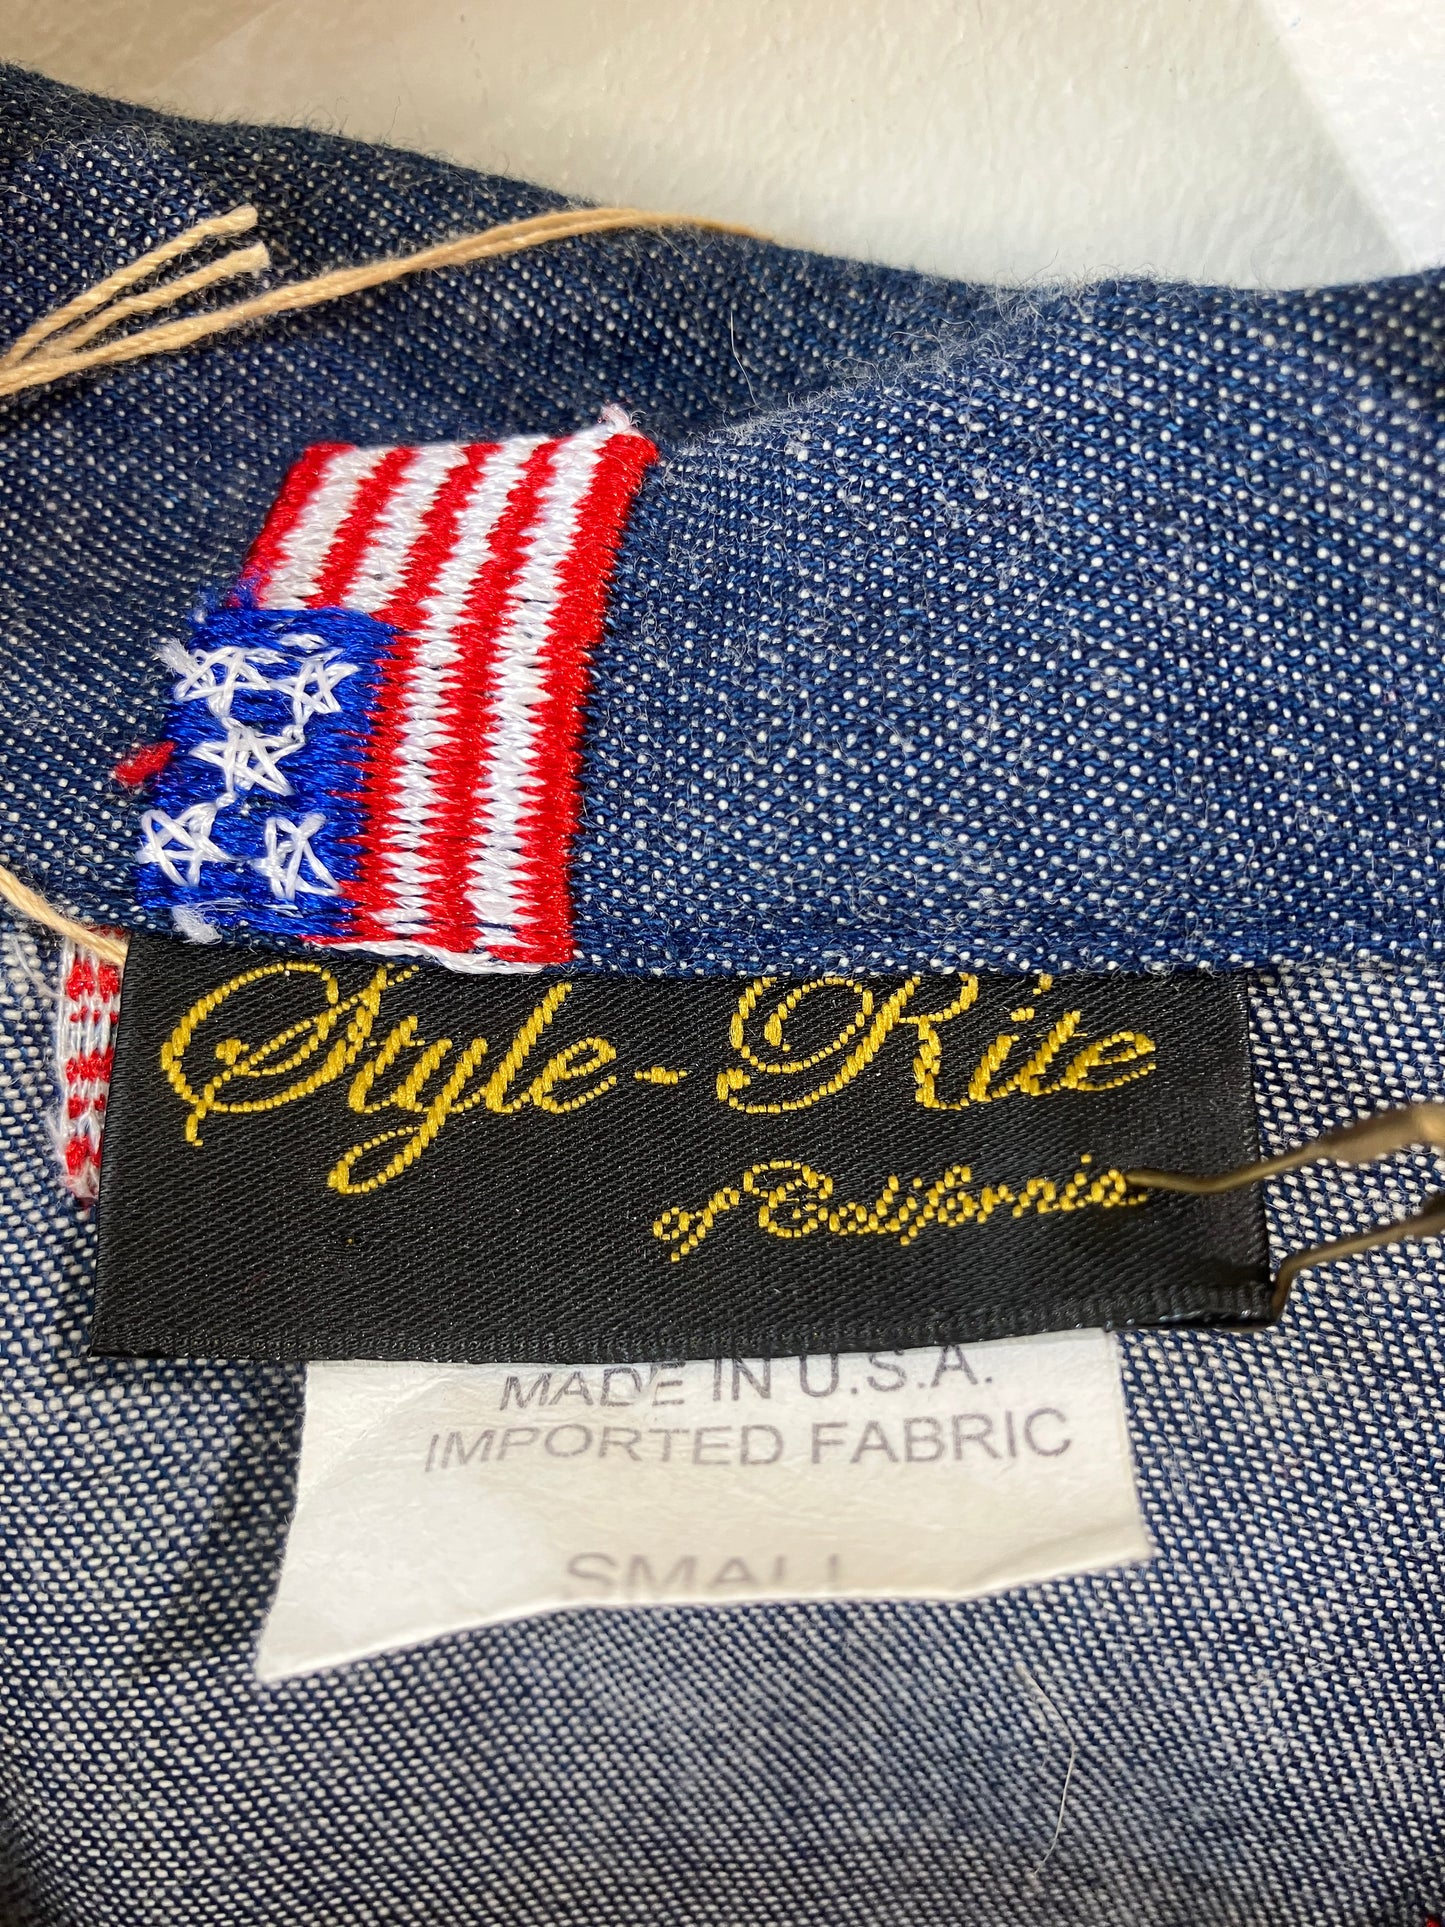 Style-Rite
of California
MADE IN U.S.A.
IMPORTED FABRIC
SMALL